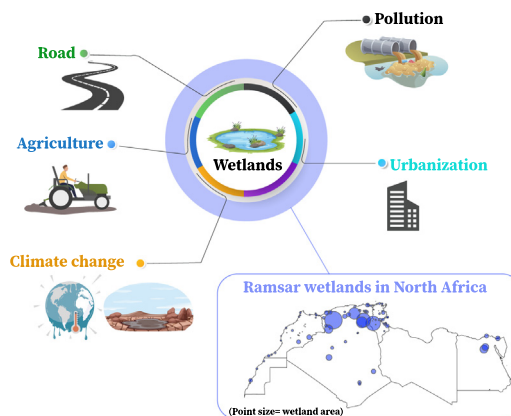 Pollution
Road
Agriculture
Wetlands
Urbanization
Climate change
Ramsar wetlands in North Africa
(Point size= wetland area)